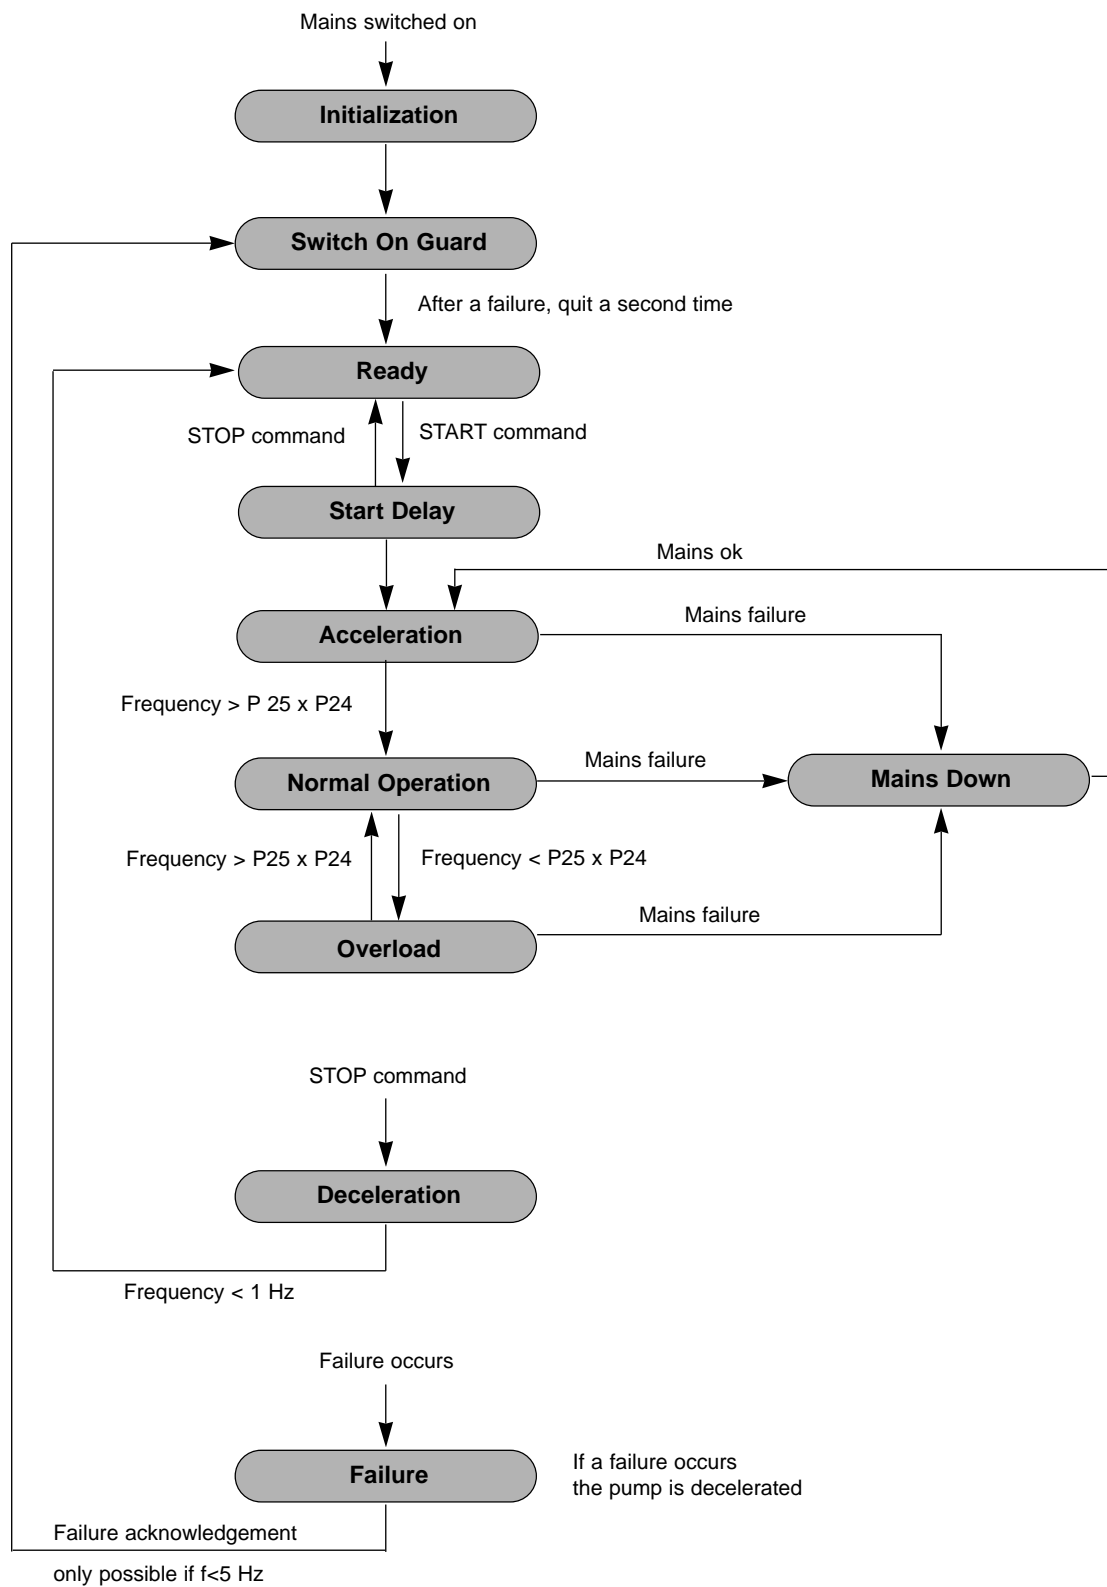 Mains switched on
Initialization
Switch On Guard
After a failure, quit a second time
Ready
STOP command
START command
Start Delay
Mains ok
Acceleration
Mains failure
Frequency > P 25 x P24
Normal Operation
Mains failure
Mains Down
Frequency > P25 x P24
Frequency < P25 x P24
Overload
Mains failure
STOP command
Deceleration
Frequency < 1 Hz
Failure occurs
Failure
If a failure occurs
the pump is decelerated
Failure acknowledgement
only possible if f<5 Hz